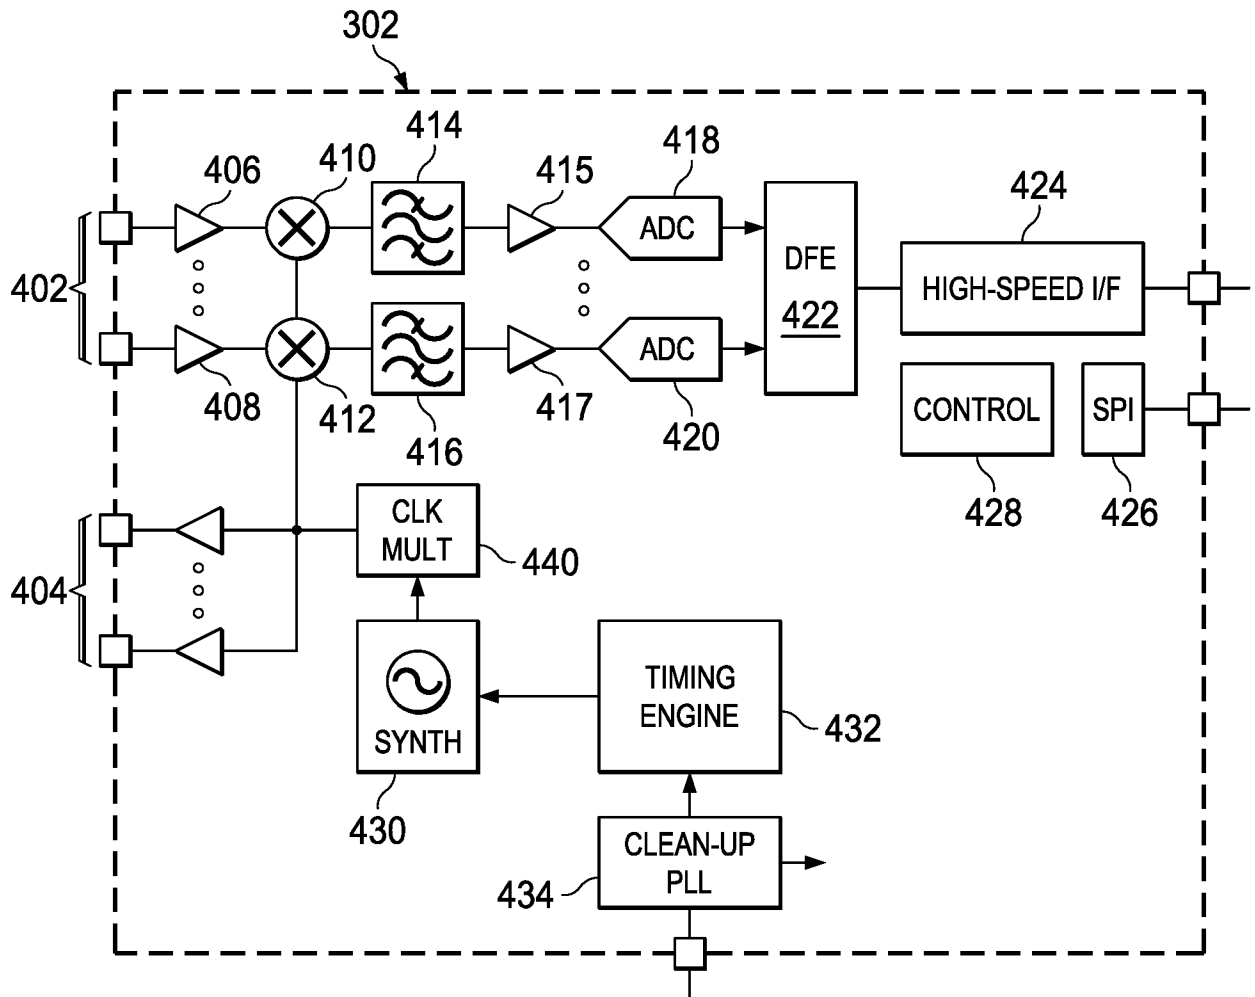 302
414
418
406
410
415
424
ADC
DFE
422
HIGH-SPEED I/F
402
ADC
CONTROL
SPI
408
412
416
417
420
428
426
CLK
MULT
440
404
TIMING
ENGINE
432
SYNTH
430
CLEAN-UP
PLL
434